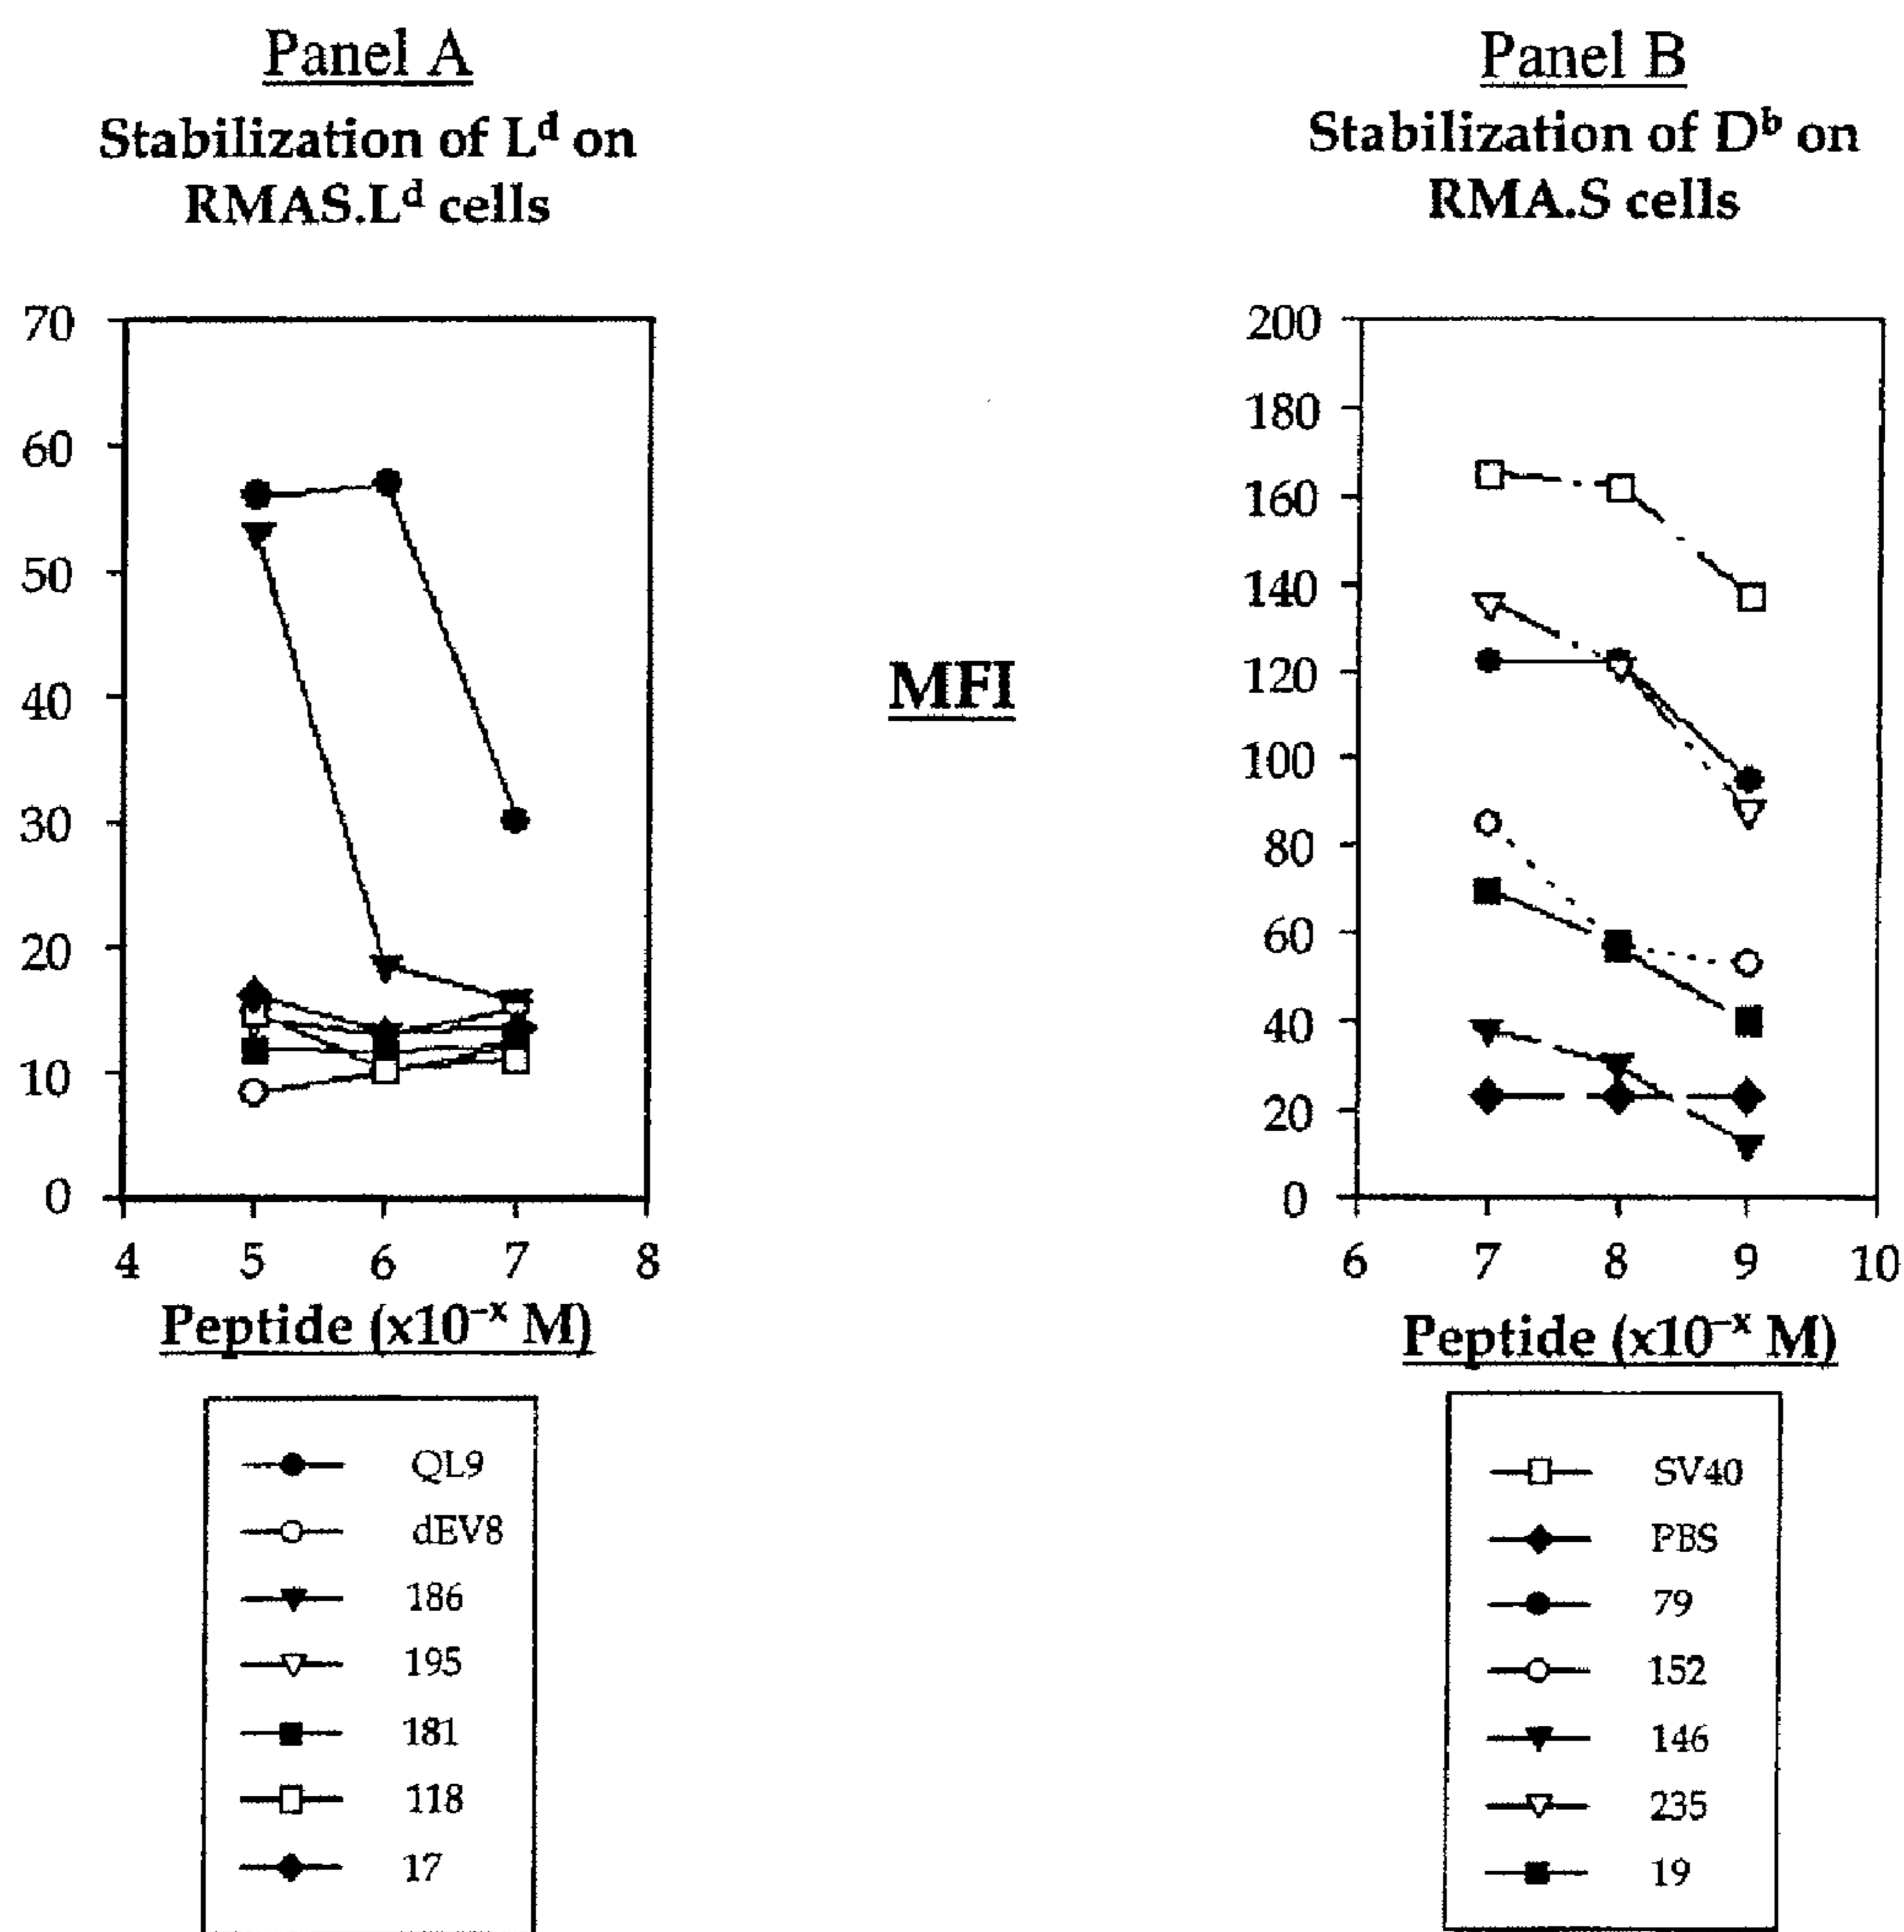 Panel A
Stabilization of Lᵈ on
RMAS.Lᵈ cells
70
60
50
40
30
20
10
0
4 5 6 7 8
Peptide (x10⁻ˣ M)
QL9
dEV8
186
195
181
118
17
MFI
Panel B
Stabilization of Dᵇ on
RMA.S cells
200
180
160
140
120
100
80
60
40
20
0
6 7 8 9 10
Peptide (x10⁻ˣ M)
SV40
PBS
79
152
146
235
19